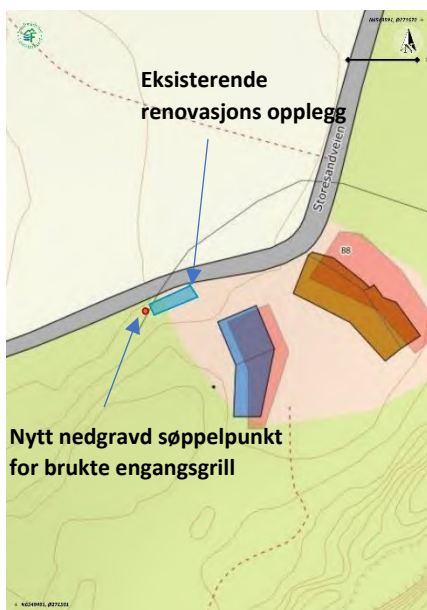 Eksisterende
renovasjons opplegg
Storesandveien
88
Nytt nedgravd søppelpunkt
for brukte engangsgrill